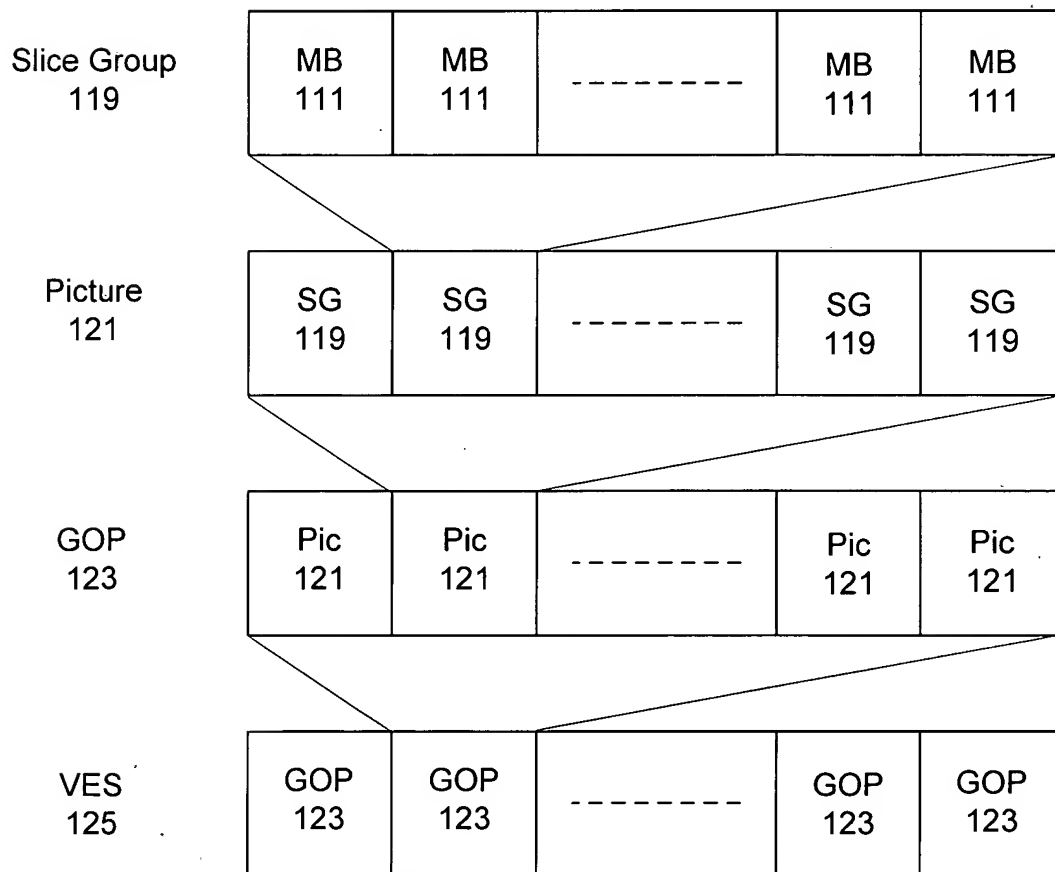 Slice Group
119
MB
111
MB
111
MB
111
MB
111
Picture
121
SG
119
SG
119
SG
119
SG
119
GOP
123
Pic
121
Pic
121
Pic
121
Pic
121
VES
125
GOP
123
GOP
123
GOP
123
GOP
123